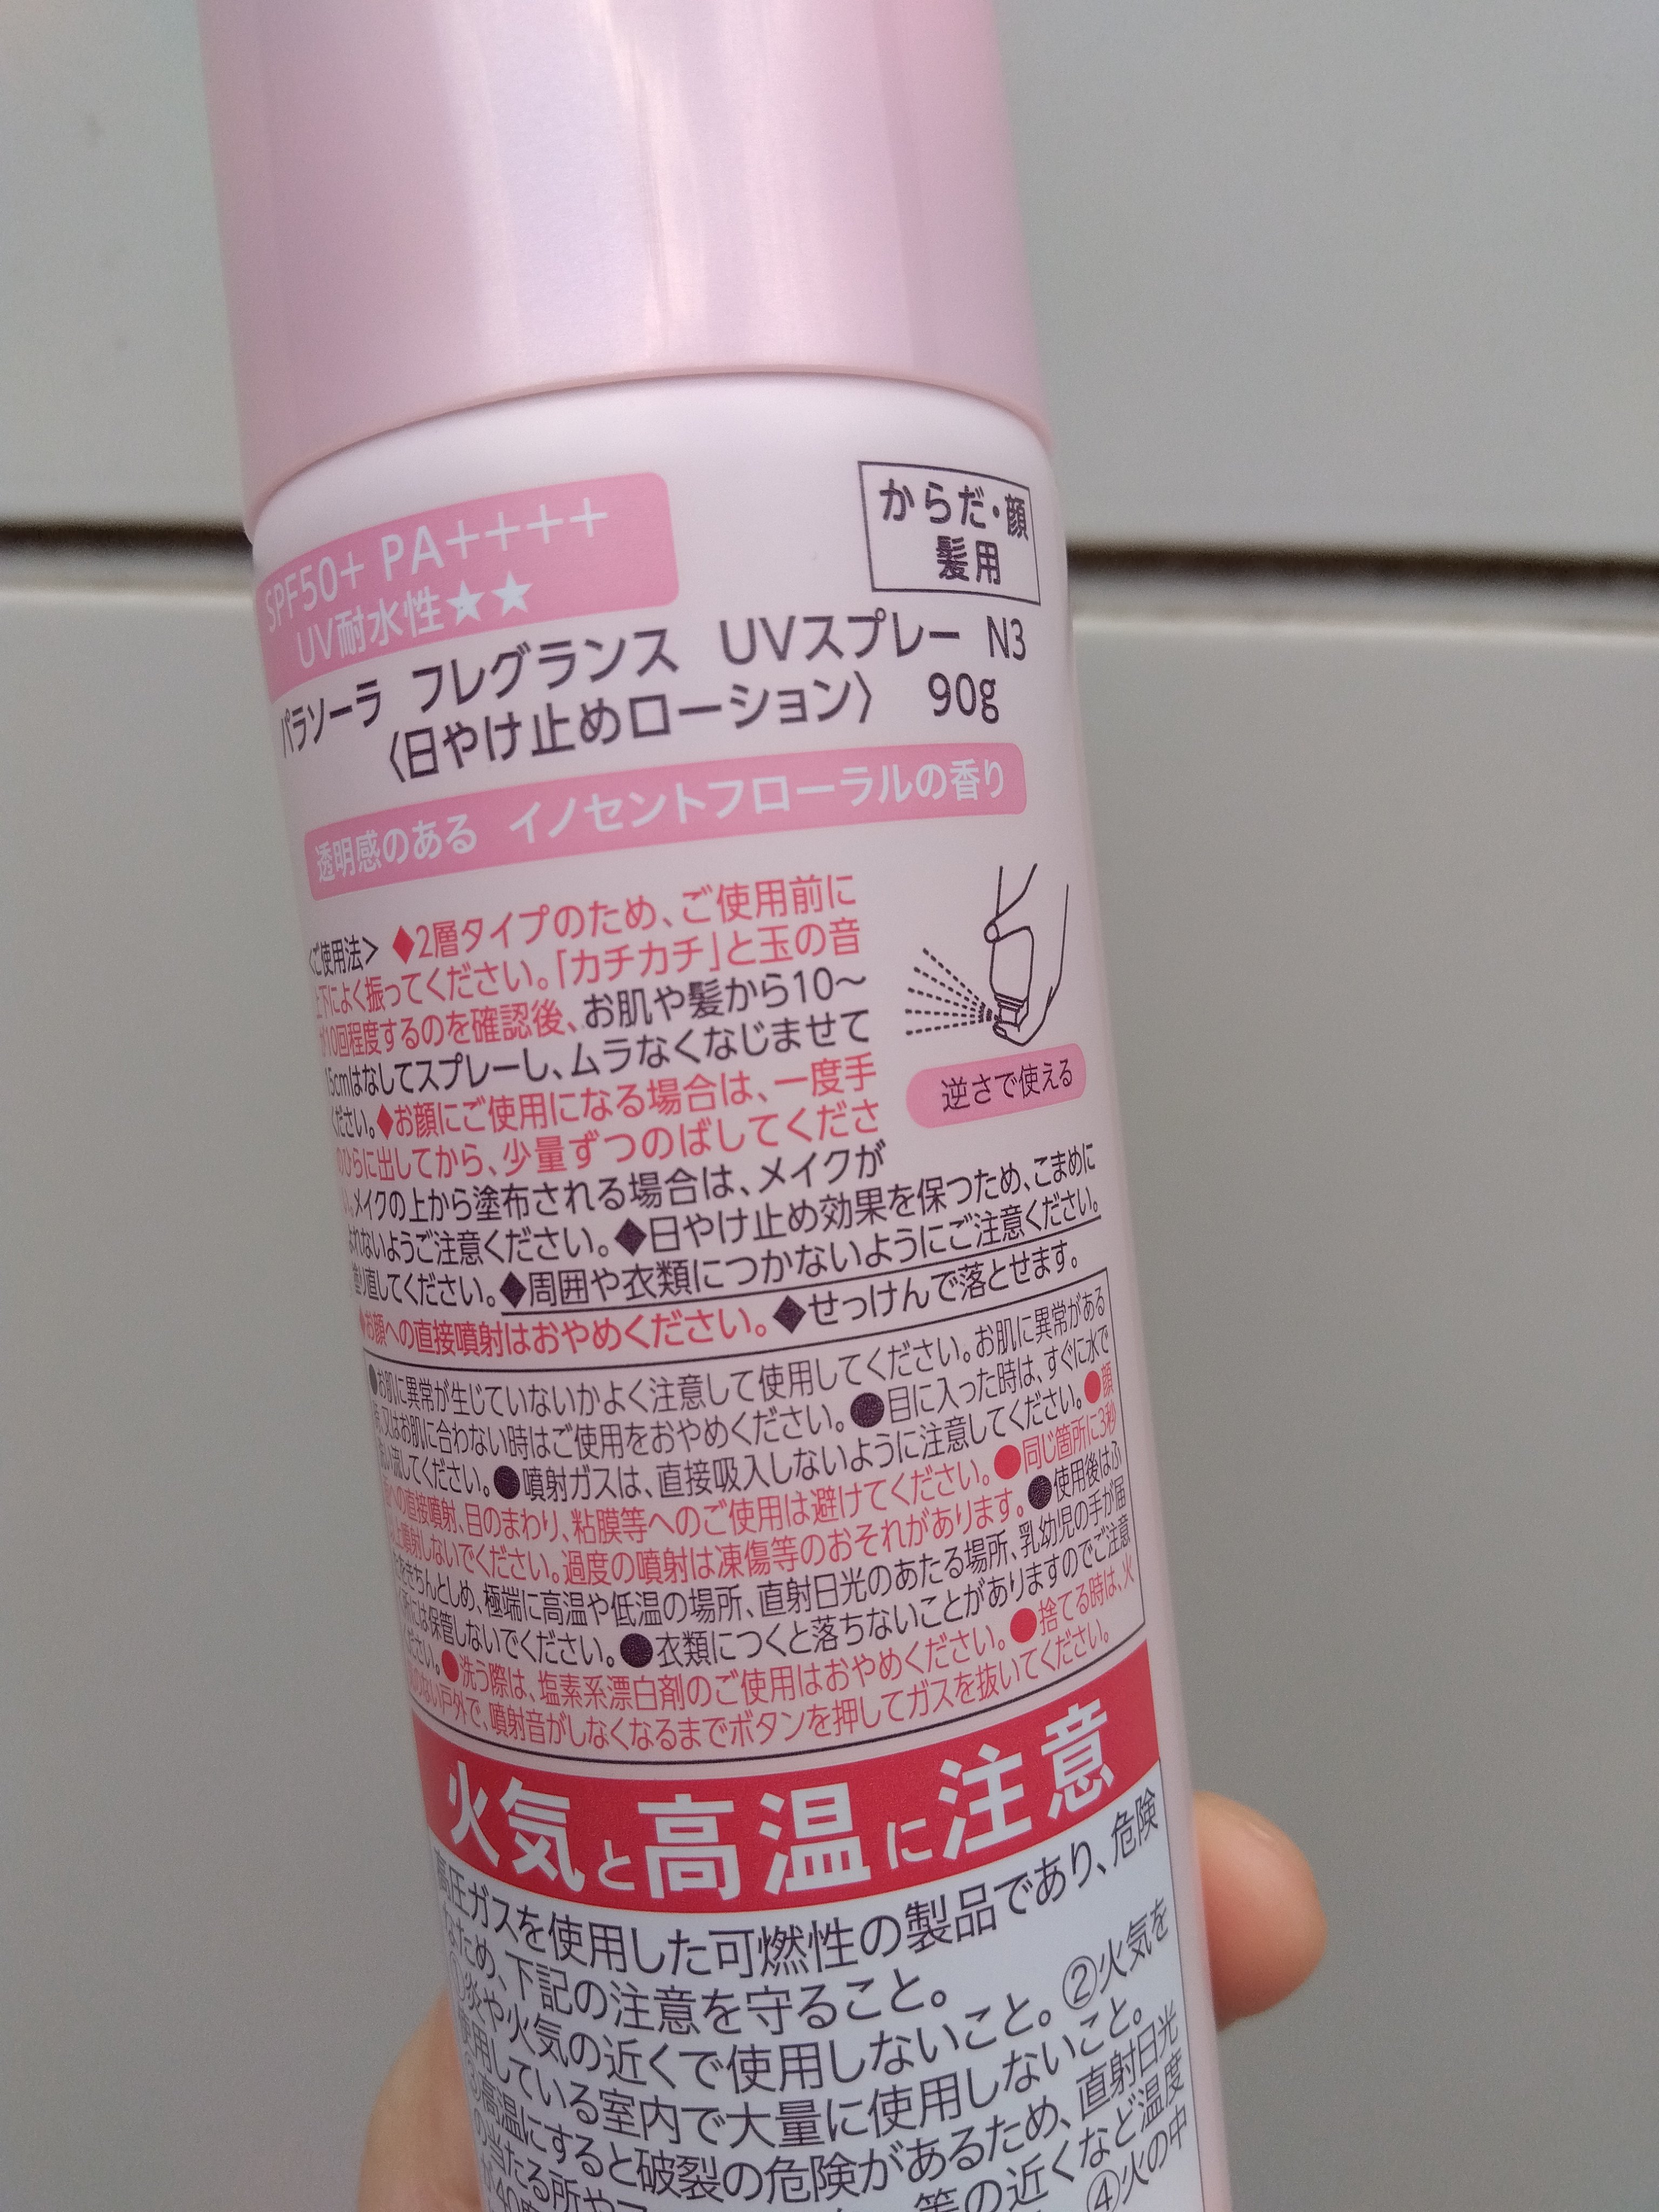 SPF50+ PA++++
UV耐水性★★
からだ・顔
髪用
パラソーラ フレグランス UVスプレー N3
〈日やけ止めローション〉 90g
透明感のある イノセントフローラルの香り
<ご使用法> ◆2層タイプのため、ご使用前に
上下によく振ってください。「カチカチ」と玉の音
が10回程度するのを確認後、お肌や髪から10〜
15cmはなしてスプレーし、ムラなくなじませて
ください。◆お顔にご使用になる場合は、一度手
のひらに出してから、少量ずつのばしてくださ
い。メイクの上から塗布される場合は、メイクが
よれないようご注意ください。◆日やけ止め効果を保つため、こまめに
塗り直してください。◆周囲や衣類につかないようにご注意ください。
◆お顔への直接噴射はおやめください。◆せっけんで落とせます。
逆さで使える
●お肌に異常が生じていないかよく注意して使用してください。お肌に異常がある
時、又はお肌に合わない時はご使用をおやめください。●目に入った時は、すぐに水で
洗い流してください。●噴射ガスは、直接吸入しないように注意してください。●顔
面への直接噴射、目のまわり、粘膜等へのご使用は避けてください。●同じ箇所に3秒
以上噴射しないでください。過度の噴射は凍傷等のおそれがあります。●使用後はふ
たをきちんとしめ、極端に高温や低温の場所、直射日光のあたる場所、乳幼児の手が届
く所には保管しないでください。●衣類につくと落ちないことがありますのでご注意
ください。●洗う際は、塩素系漂白剤のご使用はおやめください。●捨てる時は、火
気のない戸外で、噴射音がしなくなるまでボタンを押してガスを抜いてください。
火気と高温に注意
高圧ガスを使用した可燃性の製品であり、危険
なため、下記の注意を守ること。
①炎や火気の近くで使用しないこと。②火気を
使用している室内で大量に使用しないこと。
③高温にすると破裂の危険があるため、直射日光
の当たる所や 等の近くなど温度
が40 ④火の中